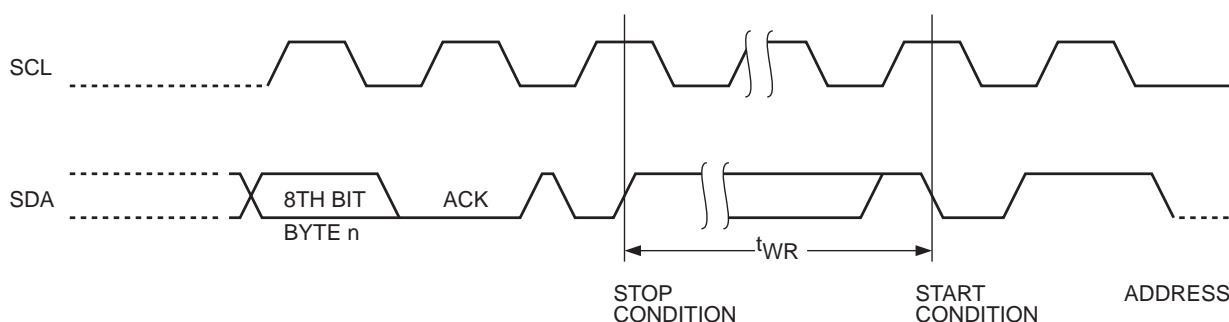 SCL
SDA
8TH BIT
ACK
BYTE n
tWR
STOP
CONDITION
START
CONDITION
ADDRESS